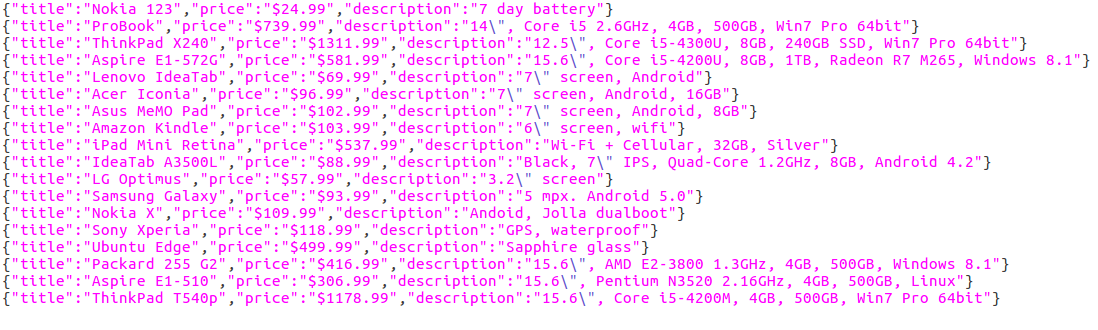 {"title":"Nokia 123","price":"$24.99","description":"7 day battery"}
{"title":"ProBook","price":"$739.99","description":"14\", Core i5 2.6GHz, 4GB, 500GB, Win7 Pro 64bit"}
{"title":"ThinkPad X240","price":"$1311.99","description":"12.5\", Core i5-4300U, 8GB, 240GB SSD, Win7 Pro 64bit"}
{"title":"Aspire E1-572G","price":"$581.99","description":"15.6\", Core i5-4200U, 8GB, 1TB, Radeon R7 M265, Windows 8.1"}
{"title":"Lenovo IdeaTab","price":"$69.99","description":"7\" screen, Android"}
{"title":"Acer Iconia","price":"$96.99","description":"7\" screen, Android, 16GB"}
{"title":"Asus MeMO Pad","price":"$102.99","description":"7\" screen, Android, 8GB"}
{"title":"Amazon Kindle","price":"$103.99","description":"6\" screen, wifi"}
{"title":"iPad Mini Retina","price":"$537.99","description":"Wi-Fi + Cellular, 32GB, Silver"}
{"title":"IdeaTab A3500L","price":"$88.99","description":"Black, 7\" IPS, Quad-Core 1.2GHz, 8GB, Android 4.2"}
{"title":"LG Optimus","price":"$57.99","description":"3.2\" screen"}
{"title":"Samsung Galaxy","price":"$93.99","description":"5 mpx. Android 5.0"}
{"title":"Nokia X","price":"$109.99","description":"Andoid, Jolla dualboot"}
{"title":"Sony Xperia","price":"$118.99","description":"GPS, waterproof"}
{"title":"Ubuntu Edge","price":"$499.99","description":"Sapphire glass"}
{"title":"Packard 255 G2","price":"$416.99","description":"15.6\", AMD E2-3800 1.3GHz, 4GB, 500GB, Windows 8.1"}
{"title":"Aspire E1-510","price":"$306.99","description":"15.6\", Pentium N3520 2.16GHz, 4GB, 500GB, Linux"}
{"title":"ThinkPad T540p","price":"$1178.99","description":"15.6\", Core i5-4200M, 4GB, 500GB, Win7 Pro 64bit"}